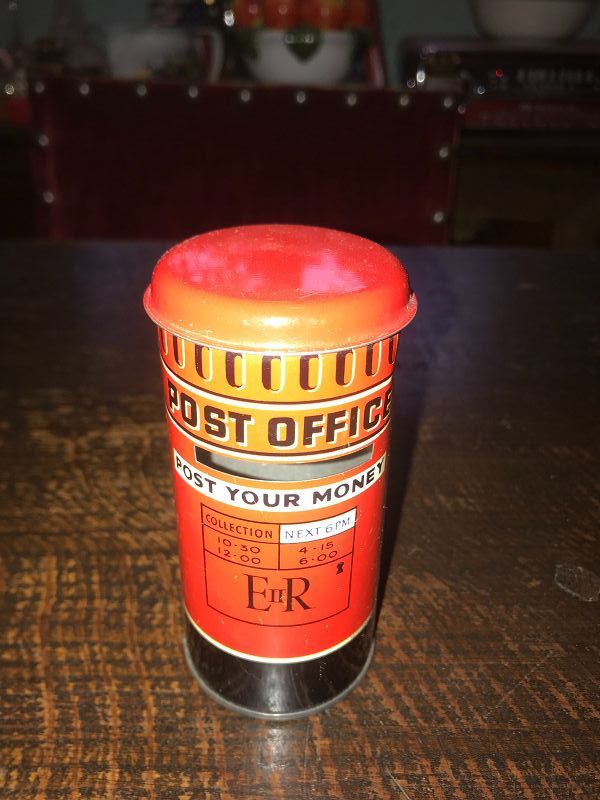 POST OFFICE
POST YOUR MONEY
COLLECTION NEXT 6PM
10·30 4·15
12·00 6·00
EIIR